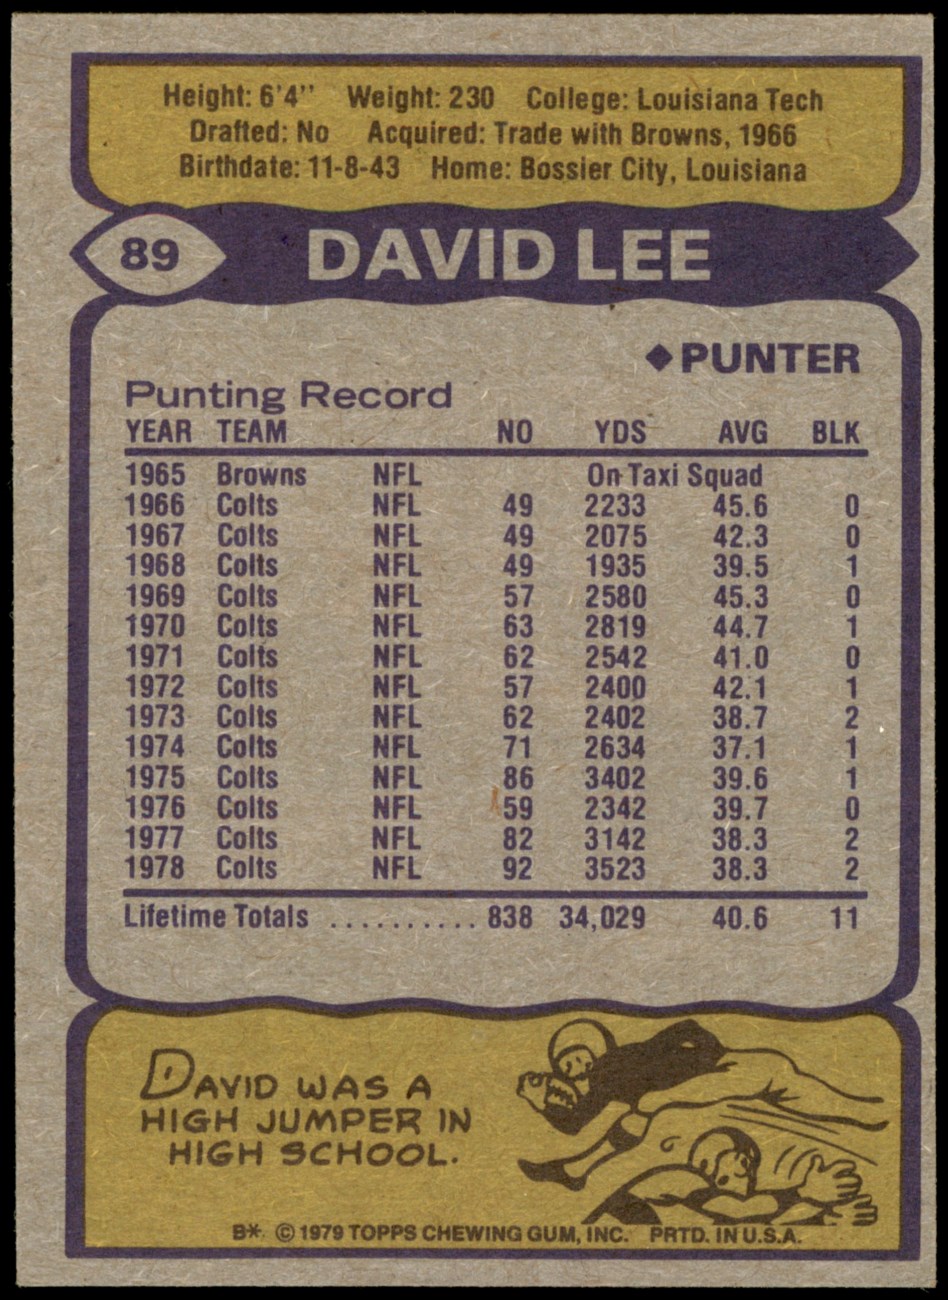 Height: 6'4'' Weight: 230 College: Louisiana Tech
Drafted: No Acquired: Trade with Browns, 1966
Birthdate: 11-8-43 Home: Bossier City, Louisiana
89 DAVID LEE
◆PUNTER
Punting Record
YEAR TEAM NO YDS AVG BLK
1965 Browns NFL On Taxi Squad
1966 Colts NFL 49 2233 45.6 0
1967 Colts NFL 49 2075 42.3 0
1968 Colts NFL 49 1935 39.5 1
1969 Colts NFL 57 2580 45.3 0
1970 Colts NFL 63 2819 44.7 1
1971 Colts NFL 62 2542 41.0 0
1972 Colts NFL 57 2400 42.1 1
1973 Colts NFL 62 2402 38.7 2
1974 Colts NFL 71 2634 37.1 1
1975 Colts NFL 86 3402 39.6 1
1976 Colts NFL 59 2342 39.7 0
1977 Colts NFL 82 3142 38.3 2
1978 Colts NFL 92 3523 38.3 2
Lifetime Totals .......... 838 34,029 40.6 11
DAVID WAS A
HIGH JUMPER IN
HIGH SCHOOL.
B* © 1979 TOPPS CHEWING GUM, INC. PRTD. IN U.S.A.